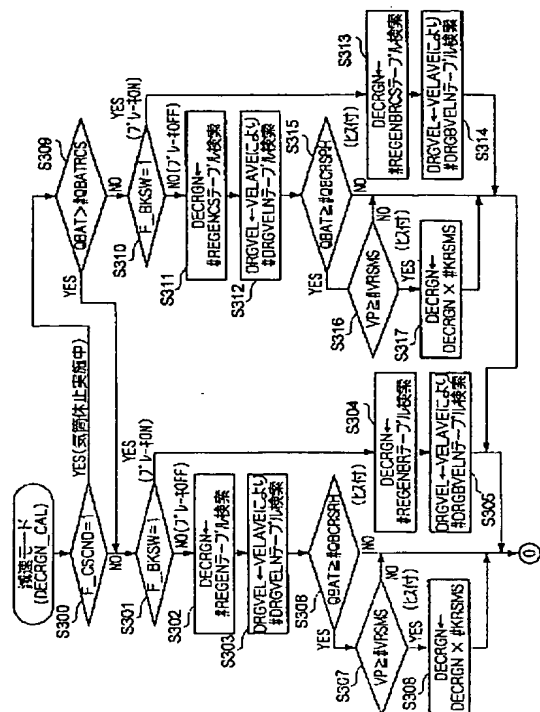 減速モード
(DECRGN_CAL)
S300
F_CSCND=1
YES(気筒休止実施中)
NO
S301
F_BKSW=1
YES
(ブレーキON)
NO(ブレーキOFF)
S302
DECRGN←
#REGENテーブル検索
S303
DRGVEL←VELAVEにより
#DRGVELNテーブル検索
S306
QBAT≧#QBCRSRH
(ヒス付)
YES
NO
S307
VP≧#VRSMS
(ヒス付)
NO
YES
S308
DECRGN←
DECRGN × #KRSMS
S304
DECRGN←
#REGENBRテーブル検索
DRGVEL←VELAVEにより
#DRGBVELNテーブル検索
S305
S309
QBAT>#QBATRCS
YES
NO
S310
F_BKSW=1
YES
(ブレーキON)
NO(ブレーキOFF)
S311
DECRGN←
#REGENCSテーブル検索
S312
DRGVEL←VELAVEにより
#DRGVELNテーブル検索
S315
QBAT≧#QBCRSRH
(ヒス付)
YES
NO
S316
VP≧#VRSMS
(ヒス付)
NO
YES
S317
DECRGN←
DECRGN × #KRSMS
S313
DECRGN←
#REGENBRCSテーブル検索
DRGVEL←VELAVEにより
#DRGBVELNテーブル検索
S314